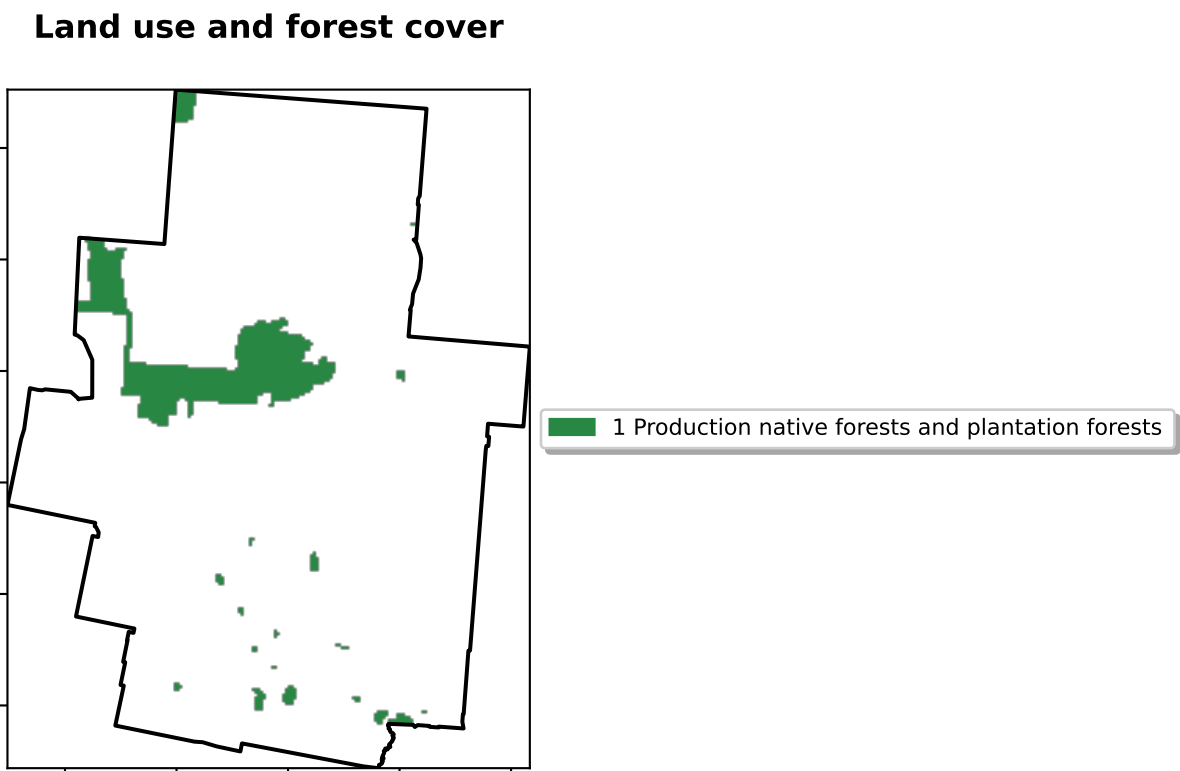 Land use and forest cover
1 Production native forests and plantation forests